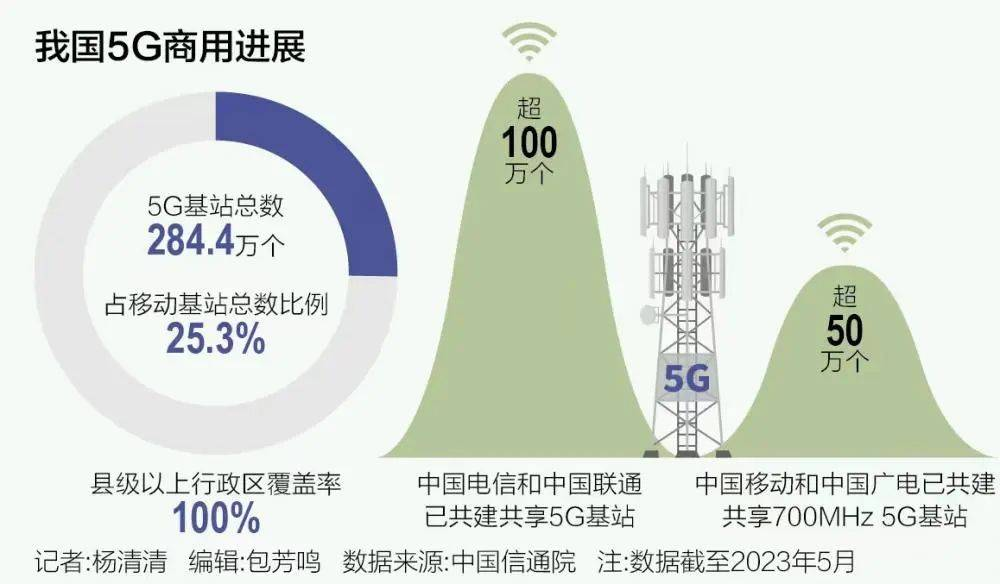 我国5G商用进展
5G基站总数
284.4万个
占移动基站总数比例
25.3%
县级以上行政区覆盖率
100%
超
100
万个
中国电信和中国联通
已共建共享5G基站
5G
超
50
万个
中国移动和中国广电已共建
共享700MHz 5G基站
记者:杨清清 编辑:包芳鸣 数据来源:中国信通院 注:数据截至2023年5月